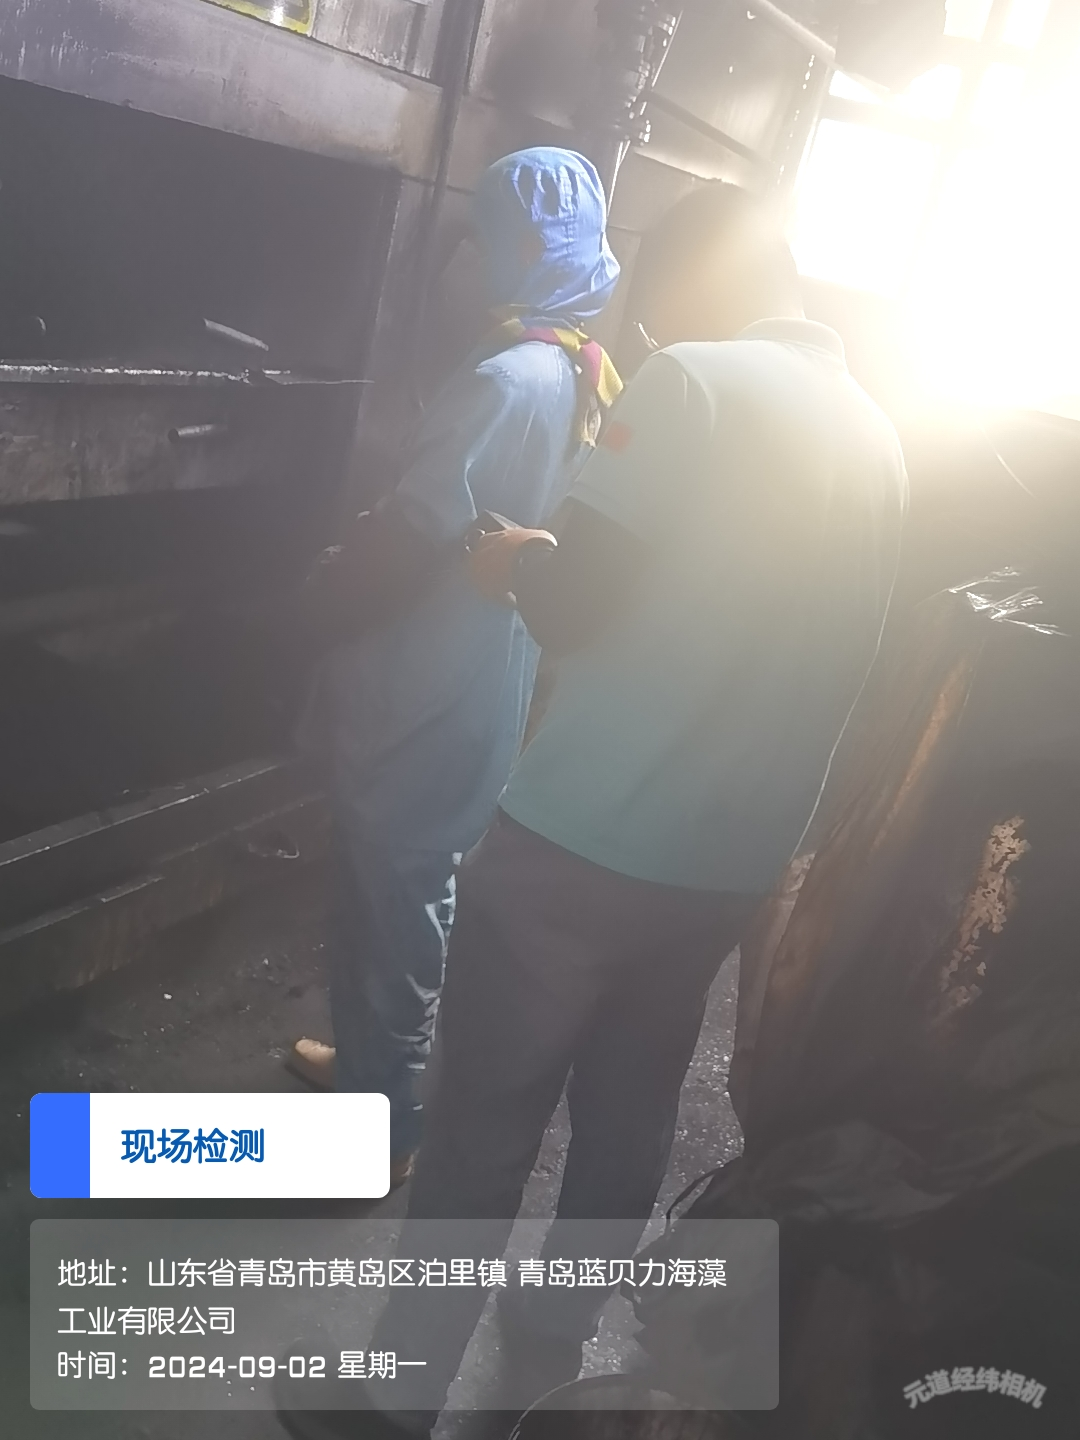 现场检测
地址：山东省青岛市黄岛区泊里镇 青岛蓝贝力海藻
工业有限公司
时间：2024-09-02 星期一
元道经纬相机